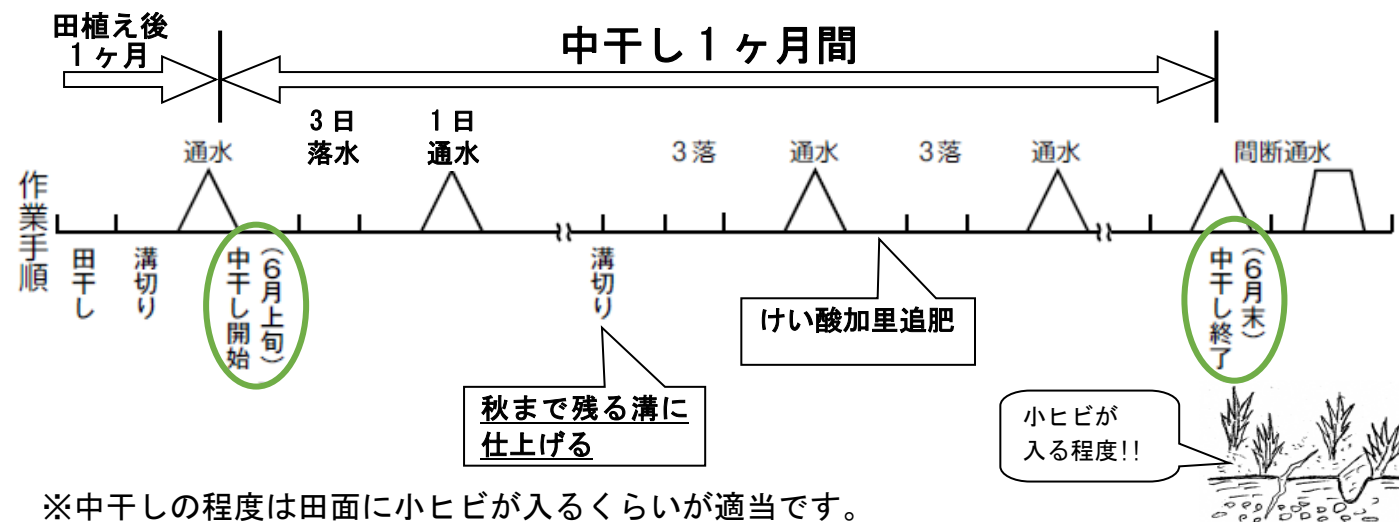 田植え後
1ヶ月
中干し1ヶ月間
3日
落水
1日
通水
通水
3落
通水
3落
通水
間断通水
作業手順
田干し
溝切り
(6月上旬)
中干し開始
溝切り
けい酸加里追肥
(6月末)
中干し終了
秋まで残る溝に
仕上げる
小ヒビが
入る程度!!
※中干しの程度は田面に小ヒビが入るくらいが適当です。